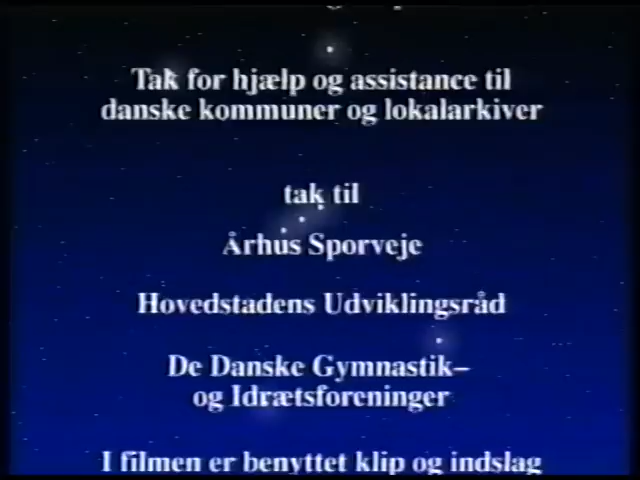 Tak for hjælp og assistance til
danske kommuner og lokalarkiver
tak til
Århus Sporveje
Hovedstadens Udviklingsråd
De Danske Gymnastik–
og Idrætsforeninger
I filmen er benyttet klip og indslag